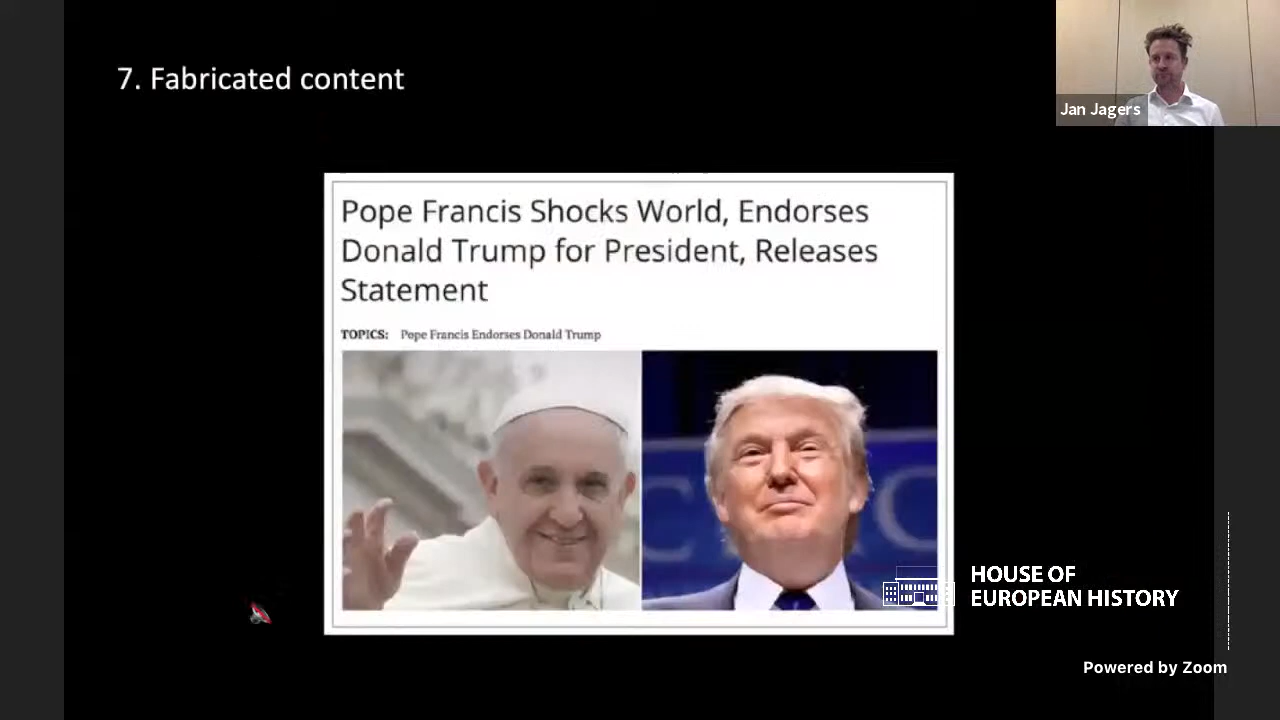 7. Fabricated content
Jan Jagers
Pope Francis Shocks World, Endorses
Donald Trump for President, Releases
Statement
TOPICS: Pope Francis Endorses Donald Trump
HOUSE OF
EUROPEAN HISTORY
Powered by Zoom